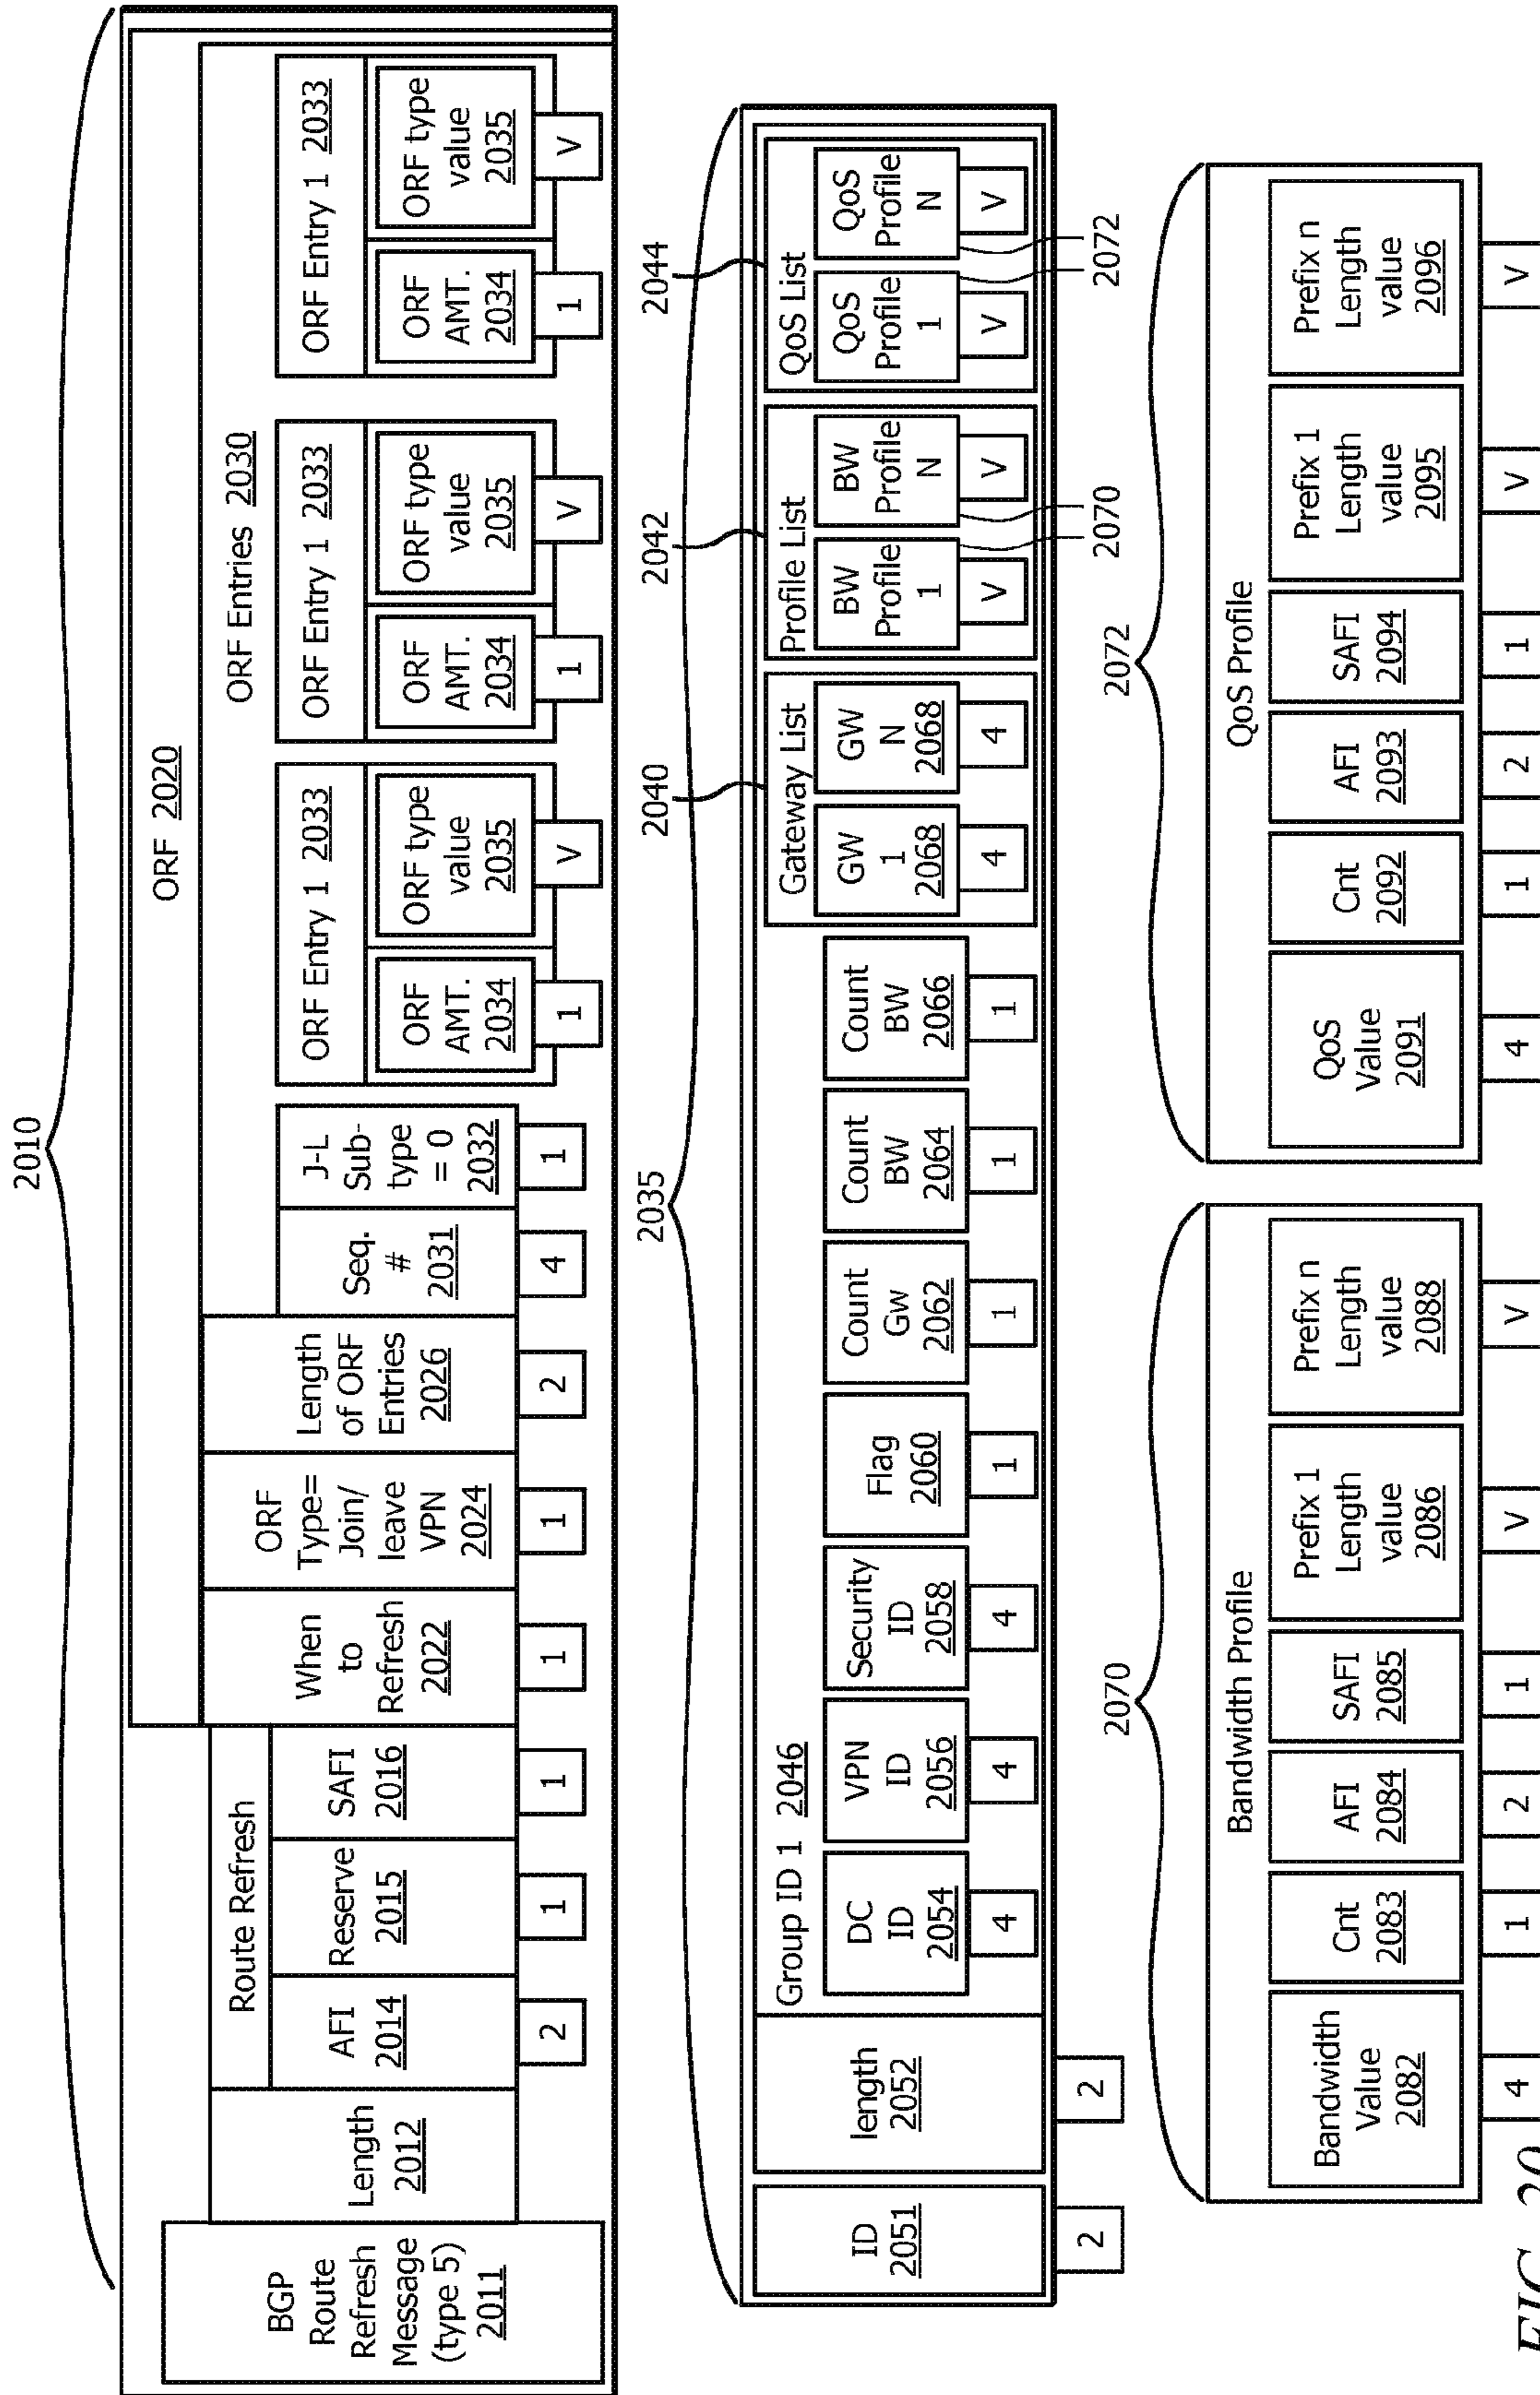 2010
BGP
Route
Refresh
Message
(type 5)
2011
Length
2012
Route Refresh
AFI
2014
2
Reserve
2015
1
SAFI
2016
1
ORF 2020
When
to
Refresh
2022
1
ORF
Type=
Join/
leave
VPN
2024
1
Length
of ORF
Entries
2026
2
ORF Entries 2030
Seq.
#
2031
4
J-L
Sub-
type
= 0
2032
1
ORF Entry 1 2033
ORF
AMT.
2034
1
ORF type
value
2035
V
ORF Entry 1 2033
ORF
AMT.
2034
1
ORF type
value
2035
V
ORF Entry 1 2033
ORF
AMT.
2034
1
ORF type
value
2035
V
2035
ID
2051
2
length
2052
2
Group ID 1 2046
DC
ID
2054
4
VPN
ID
2056
4
Security
ID
2058
4
Flag
2060
1
Count
Gw
2062
1
Count
BW
2064
1
Count
BW
2066
1
2040
Gateway List
GW
1
2068
4
GW
N
2068
4
2042
Profile List
BW
Profile
1
V
BW
Profile
N
V
2070
2044
QoS List
QoS
Profile
1
V
QoS
Profile
N
V
2072
2070
Bandwidth Profile
Bandwidth
Value
2082
4
Cnt
2083
1
AFI
2084
2
SAFI
2085
1
Prefix 1
Length
value
2086
V
Prefix n
Length
value
2088
V
2072
QoS Profile
QoS
Value
2091
4
Cnt
2092
1
AFI
2093
2
SAFI
2094
1
Prefix 1
Length
value
2095
V
Prefix n
Length
value
2096
V
FIG. 20